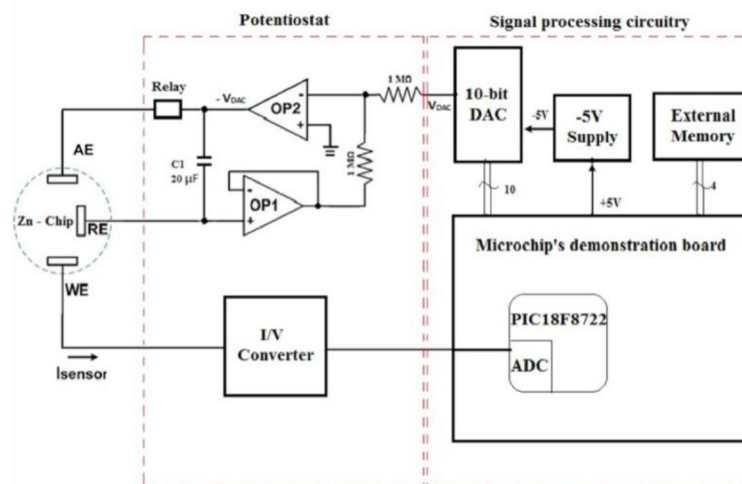 Potentiostat
Signal processing circuitry
Relay
- VDAC
OP2
-
+
1 MΩ
VDAC
10-bit
DAC
-5V
-5V
Supply
External
Memory
AE
C1
20 µF
1 MΩ
10
+5V
4
Zn - Chip
RE
-
+
OP1
Microchip's demonstration board
WE
Isensor
I/V
Converter
PIC18F8722
ADC